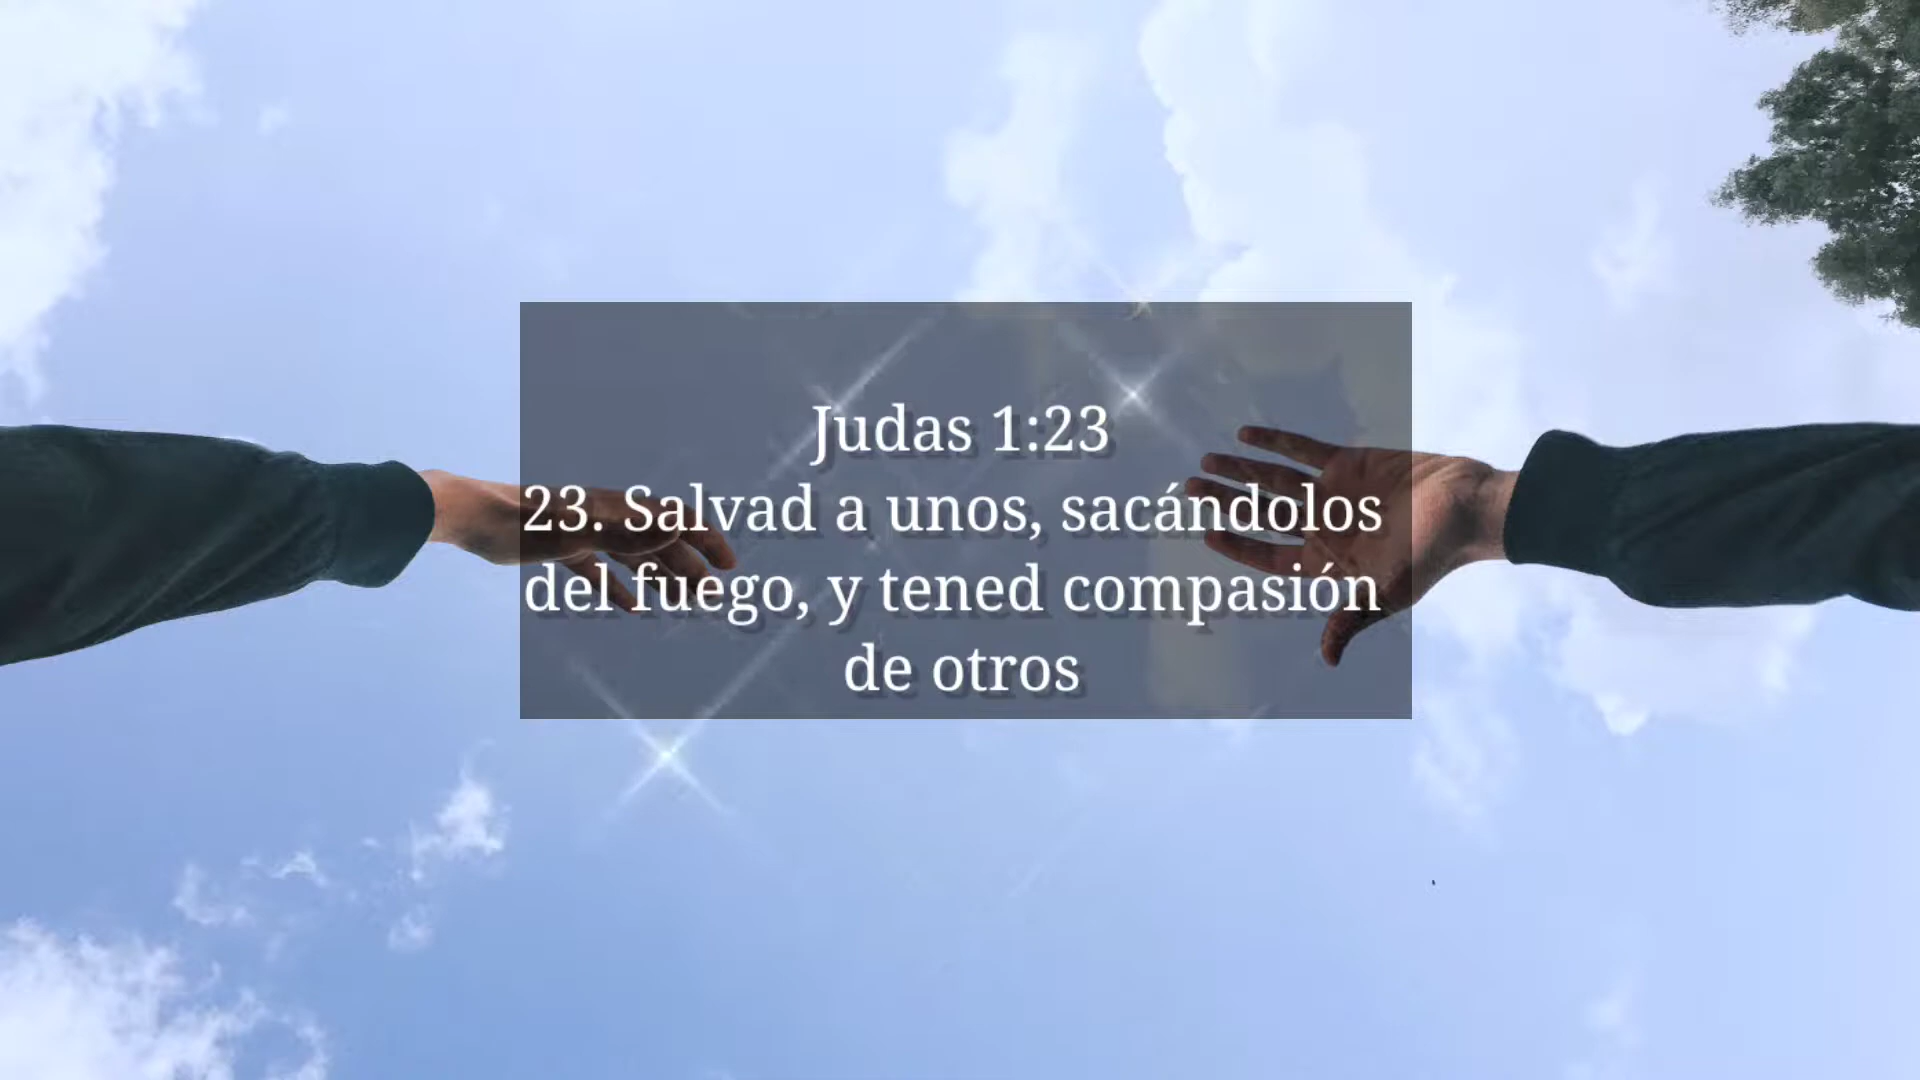 Judas 1:23
23. Salvad a unos, sacándolos
del fuego, y tened compasión
de otros